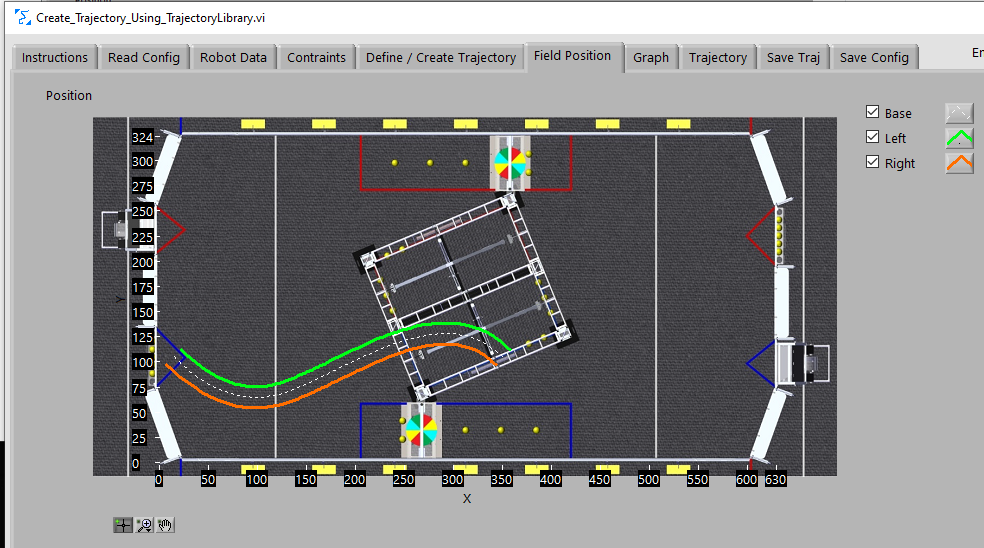 Create_Trajectory_Using_TrajectoryLibrary.vi
Instructions Read Config Robot Data Contraints Define / Create Trajectory Field Position Graph Trajectory Save Traj Save Config En
Position
Base
Left
Right
324
300
275
250
225
200
175
150
125
100
75
50
25
0
Y
0 50 100 150 200 250 300 350 400 450 500 550 600 630
X